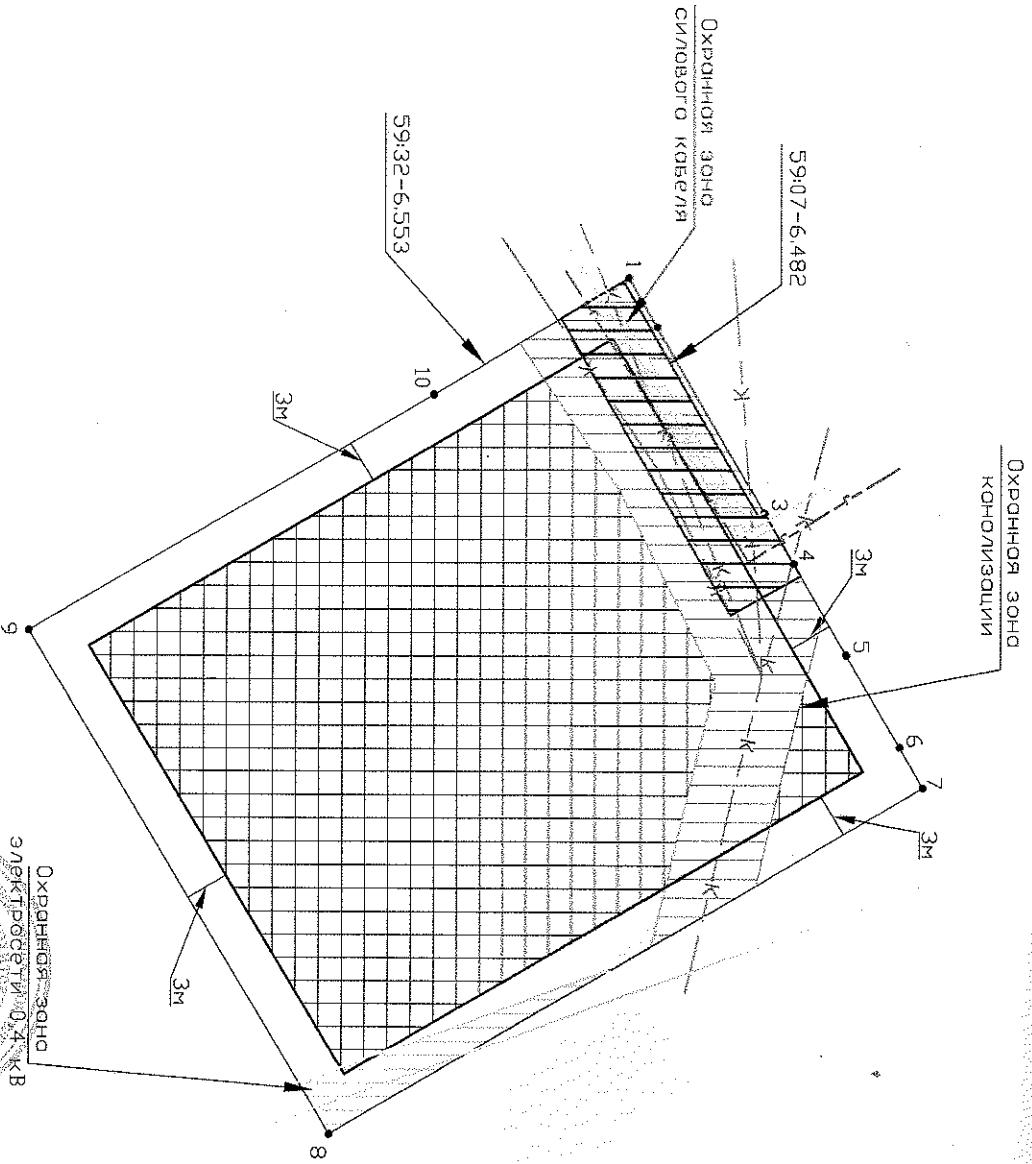 Охранная зона
силового кабеля
59:07-6.482
59:32-6.553
Охранная зона
канализации
Охранная зона
электросети 0,4 кВ
1
3
4
5
6
7
8
9
10
3м
3м
3м
3м
К
К
К
К
К